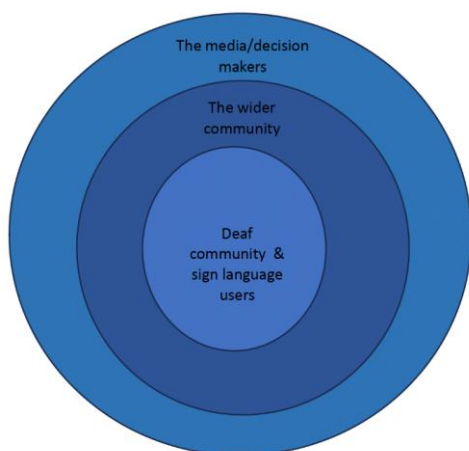 The media/decision
makers
The wider
community
Deaf
community &
sign language
users